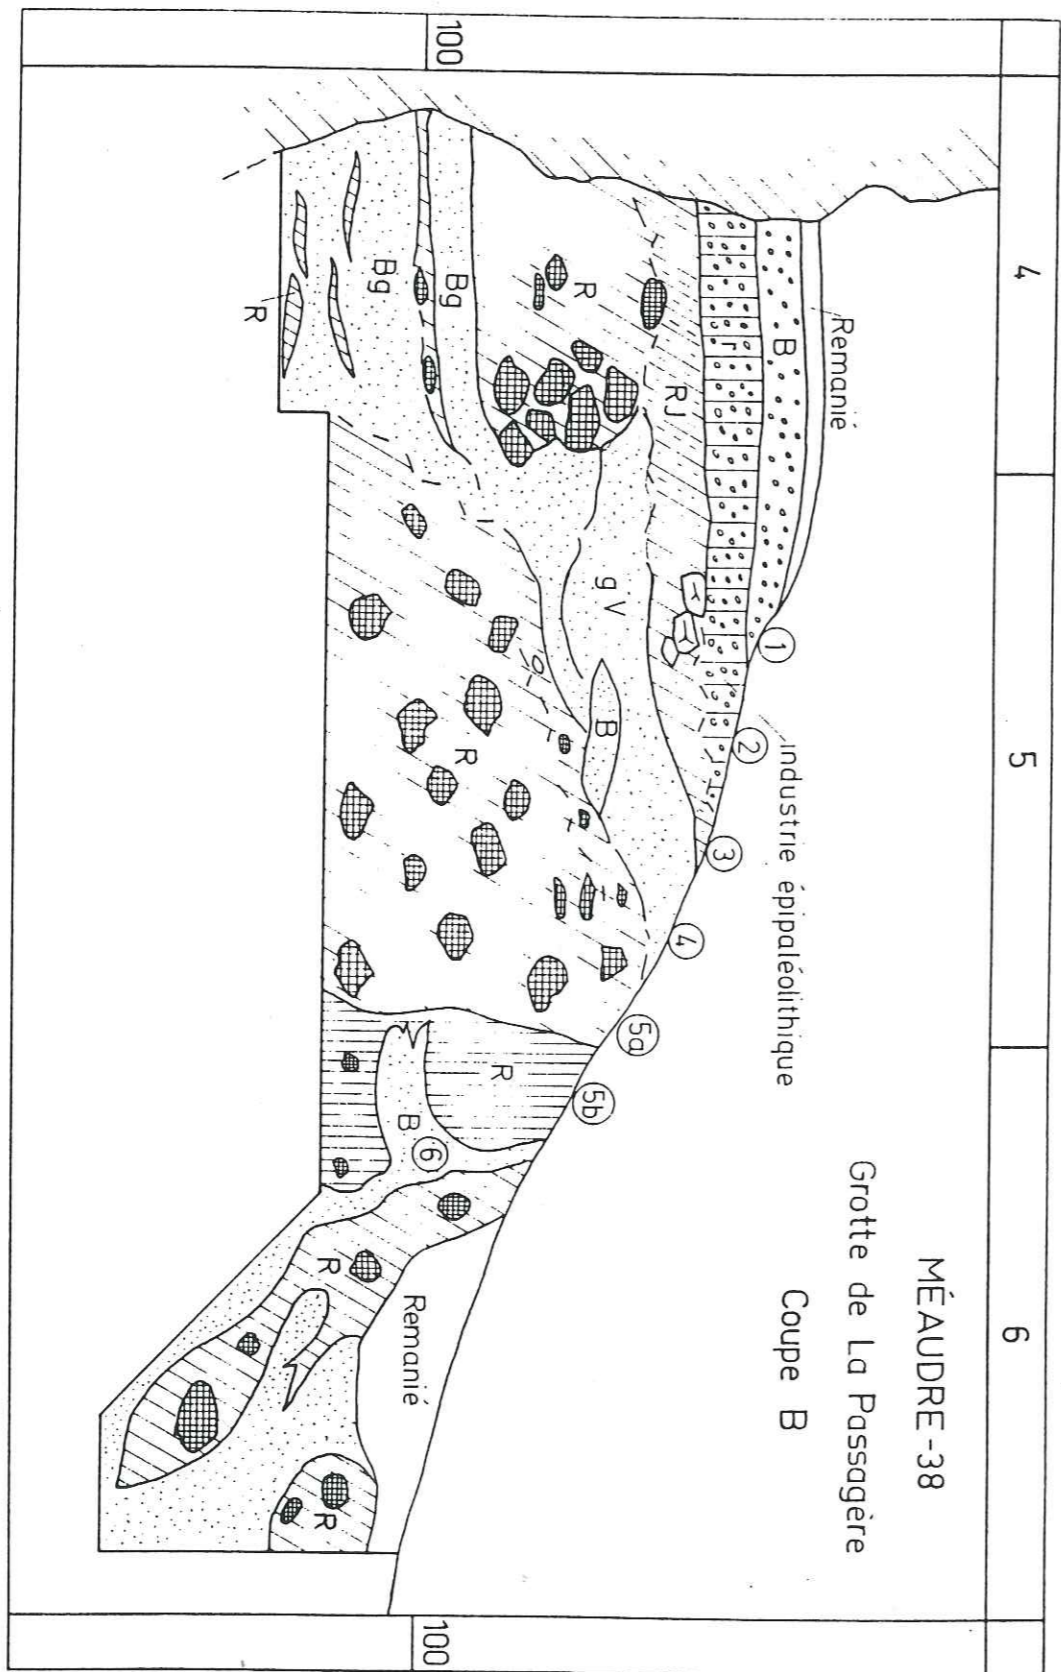 4
5
6
100
100
MÉAUDRE-38
Grotte de La Passagère
Coupe B
Remanié
B
r
RJ
R
Bg
Bg
R
gV
B
R
industrie épipaléolithique
1
2
3
4
5a
5b
R
B
6
R
Remanié
R